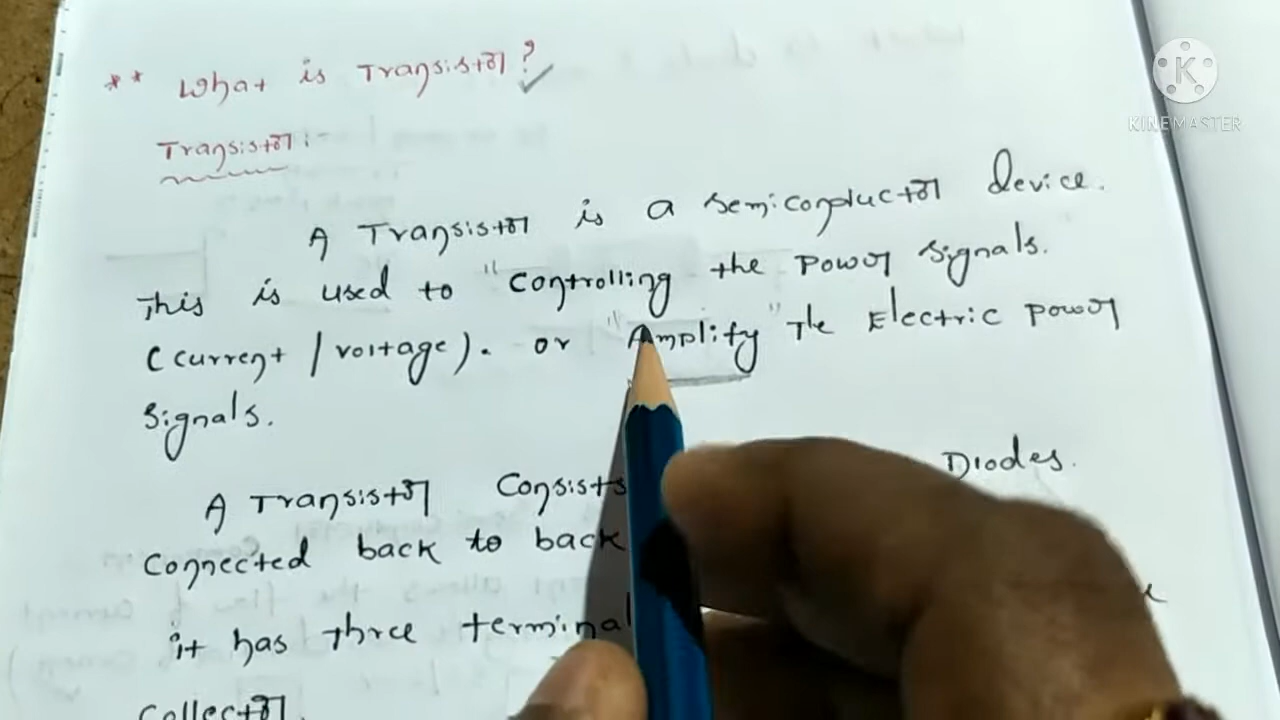 ** What is Transistor?
Transistor:-
A Transistor is a semiconductor device.
This is used to "controlling the power signals.
(current / voltage). or "Amplify" The Electric power
signals.
A Transistor consists Diodes.
connected back to back
it has three terminal
collector.
KINEMASTER